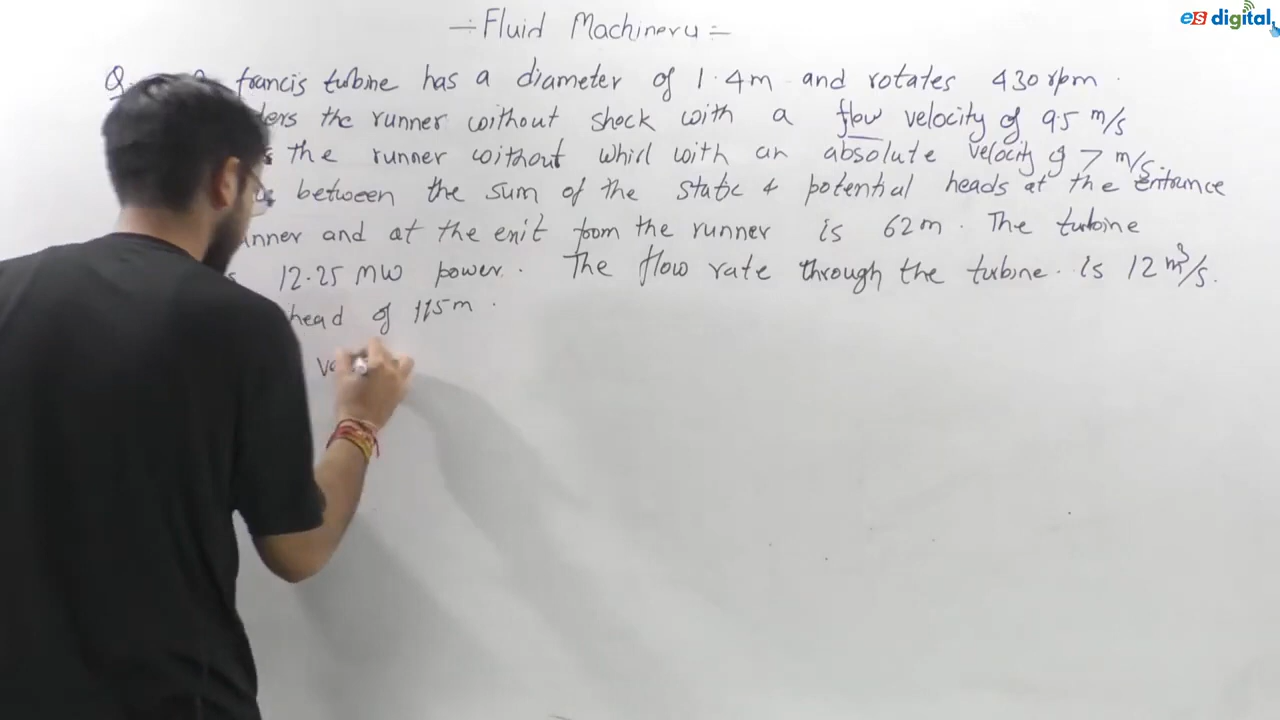 Fluid Machinery
es digital
Q. francis turbine has a diameter of 1.4m and rotates 430 rpm.
the runner without shock with a flow velocity of 9.5 m/s
the runner without whirl with an absolute velocity of 7 m/s.
between the sum of the static & potential heads at the entrance
and at the exit from the runner is 62m. The turbine
12.25 MW power. The flow rate through the turbine. is 12 m³/s.
head of 115m.